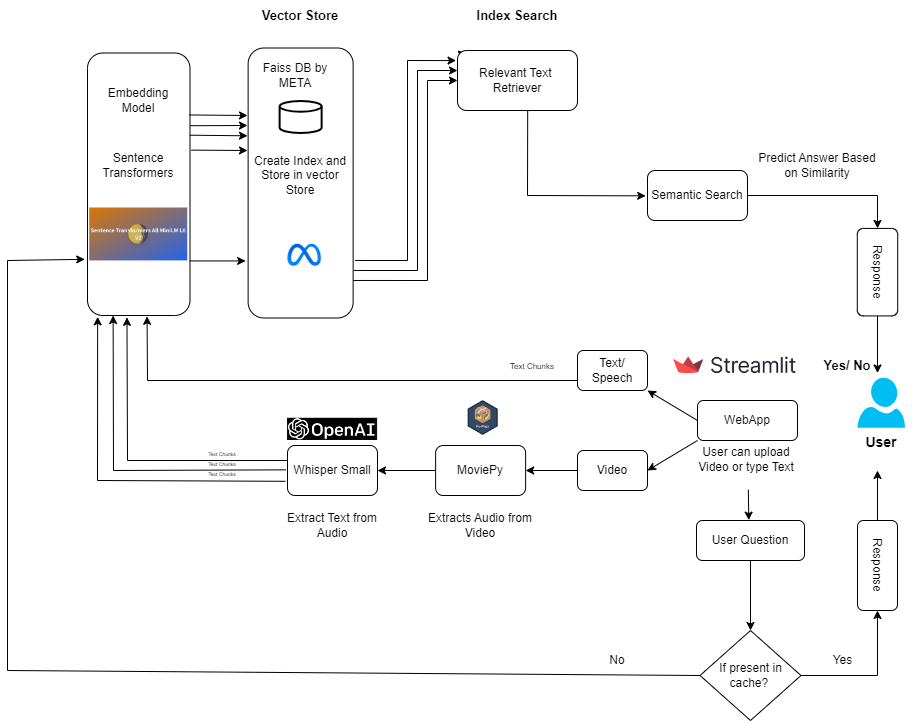 Vector Store
Index Search
Embedding
Model
Sentence
Transformers
Sentence Transformers All MiniLM L6
V2
Faiss DB by
META
Create Index and
Store in vector
Store
Relevant Text
Retriever
Semantic Search
Predict Answer Based
on Similarity
Response
Yes/ No
User
Text Chunks
Text/
Speech
Streamlit
WebApp
User can upload
Video or type Text
OpenAI
Text Chunks
Text Chunks
Text Chunks
Whisper Small
Extract Text from
Audio
MoviePy
Extracts Audio from
Video
Video
User Question
Response
If present in
cache?
No
Yes